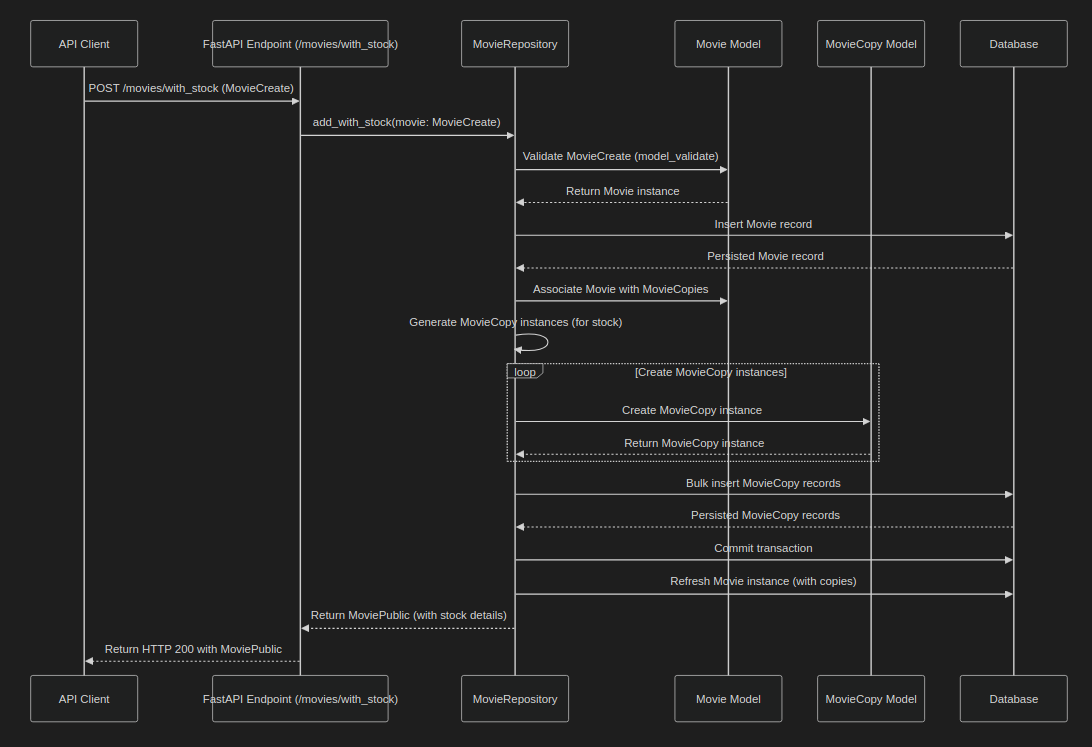 API Client
FastAPI Endpoint (/movies/with_stock)
MovieRepository
Movie Model
MovieCopy Model
Database
POST /movies/with_stock (MovieCreate)
add_with_stock(movie: MovieCreate)
Validate MovieCreate (model_validate)
Return Movie instance
Insert Movie record
Persisted Movie record
Associate Movie with MovieCopies
Generate MovieCopy instances (for stock)
loop
[Create MovieCopy instances]
Create MovieCopy instance
Return MovieCopy instance
Bulk insert MovieCopy records
Persisted MovieCopy records
Commit transaction
Refresh Movie instance (with copies)
Return MoviePublic (with stock details)
Return HTTP 200 with MoviePublic
API Client
FastAPI Endpoint (/movies/with_stock)
MovieRepository
Movie Model
MovieCopy Model
Database